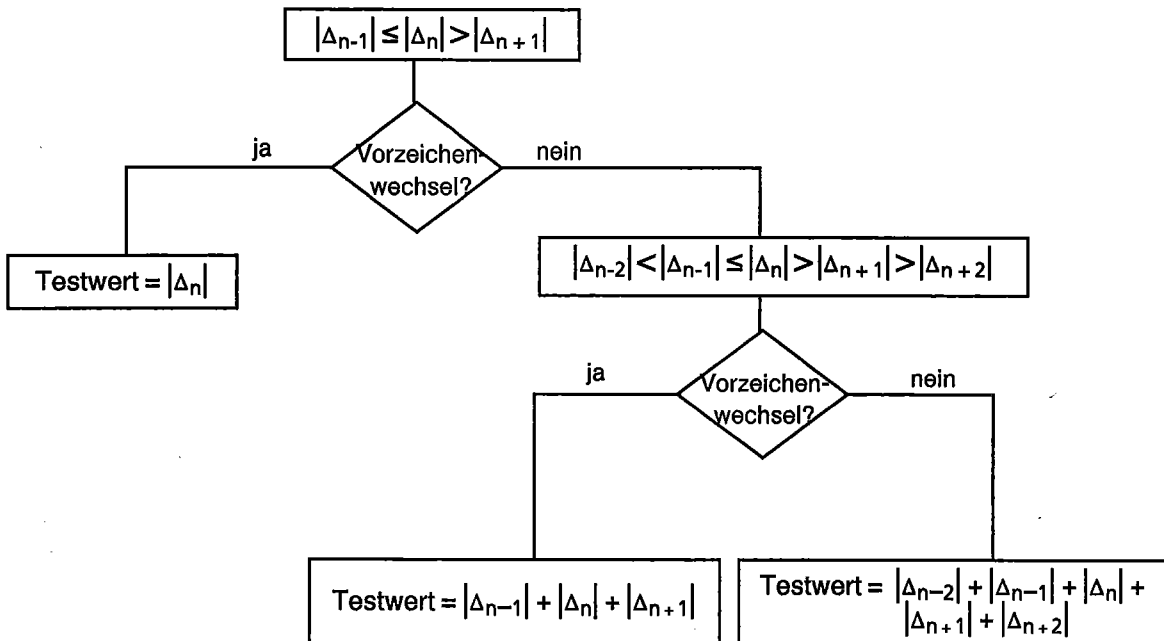 |Δn-1| ≤ |Δn| > |Δn+1|
Vorzeichen-
wechsel?
ja
nein
Testwert = |Δn|
|Δn-2| < |Δn-1| ≤ |Δn| > |Δn+1| > |Δn+2|
Vorzeichen-
wechsel?
ja
nein
Testwert = |Δn–1| + |Δn| + |Δn+1|
Testwert = |Δn–2| + |Δn–1| + |Δn| +
|Δn+1| + |Δn+2|